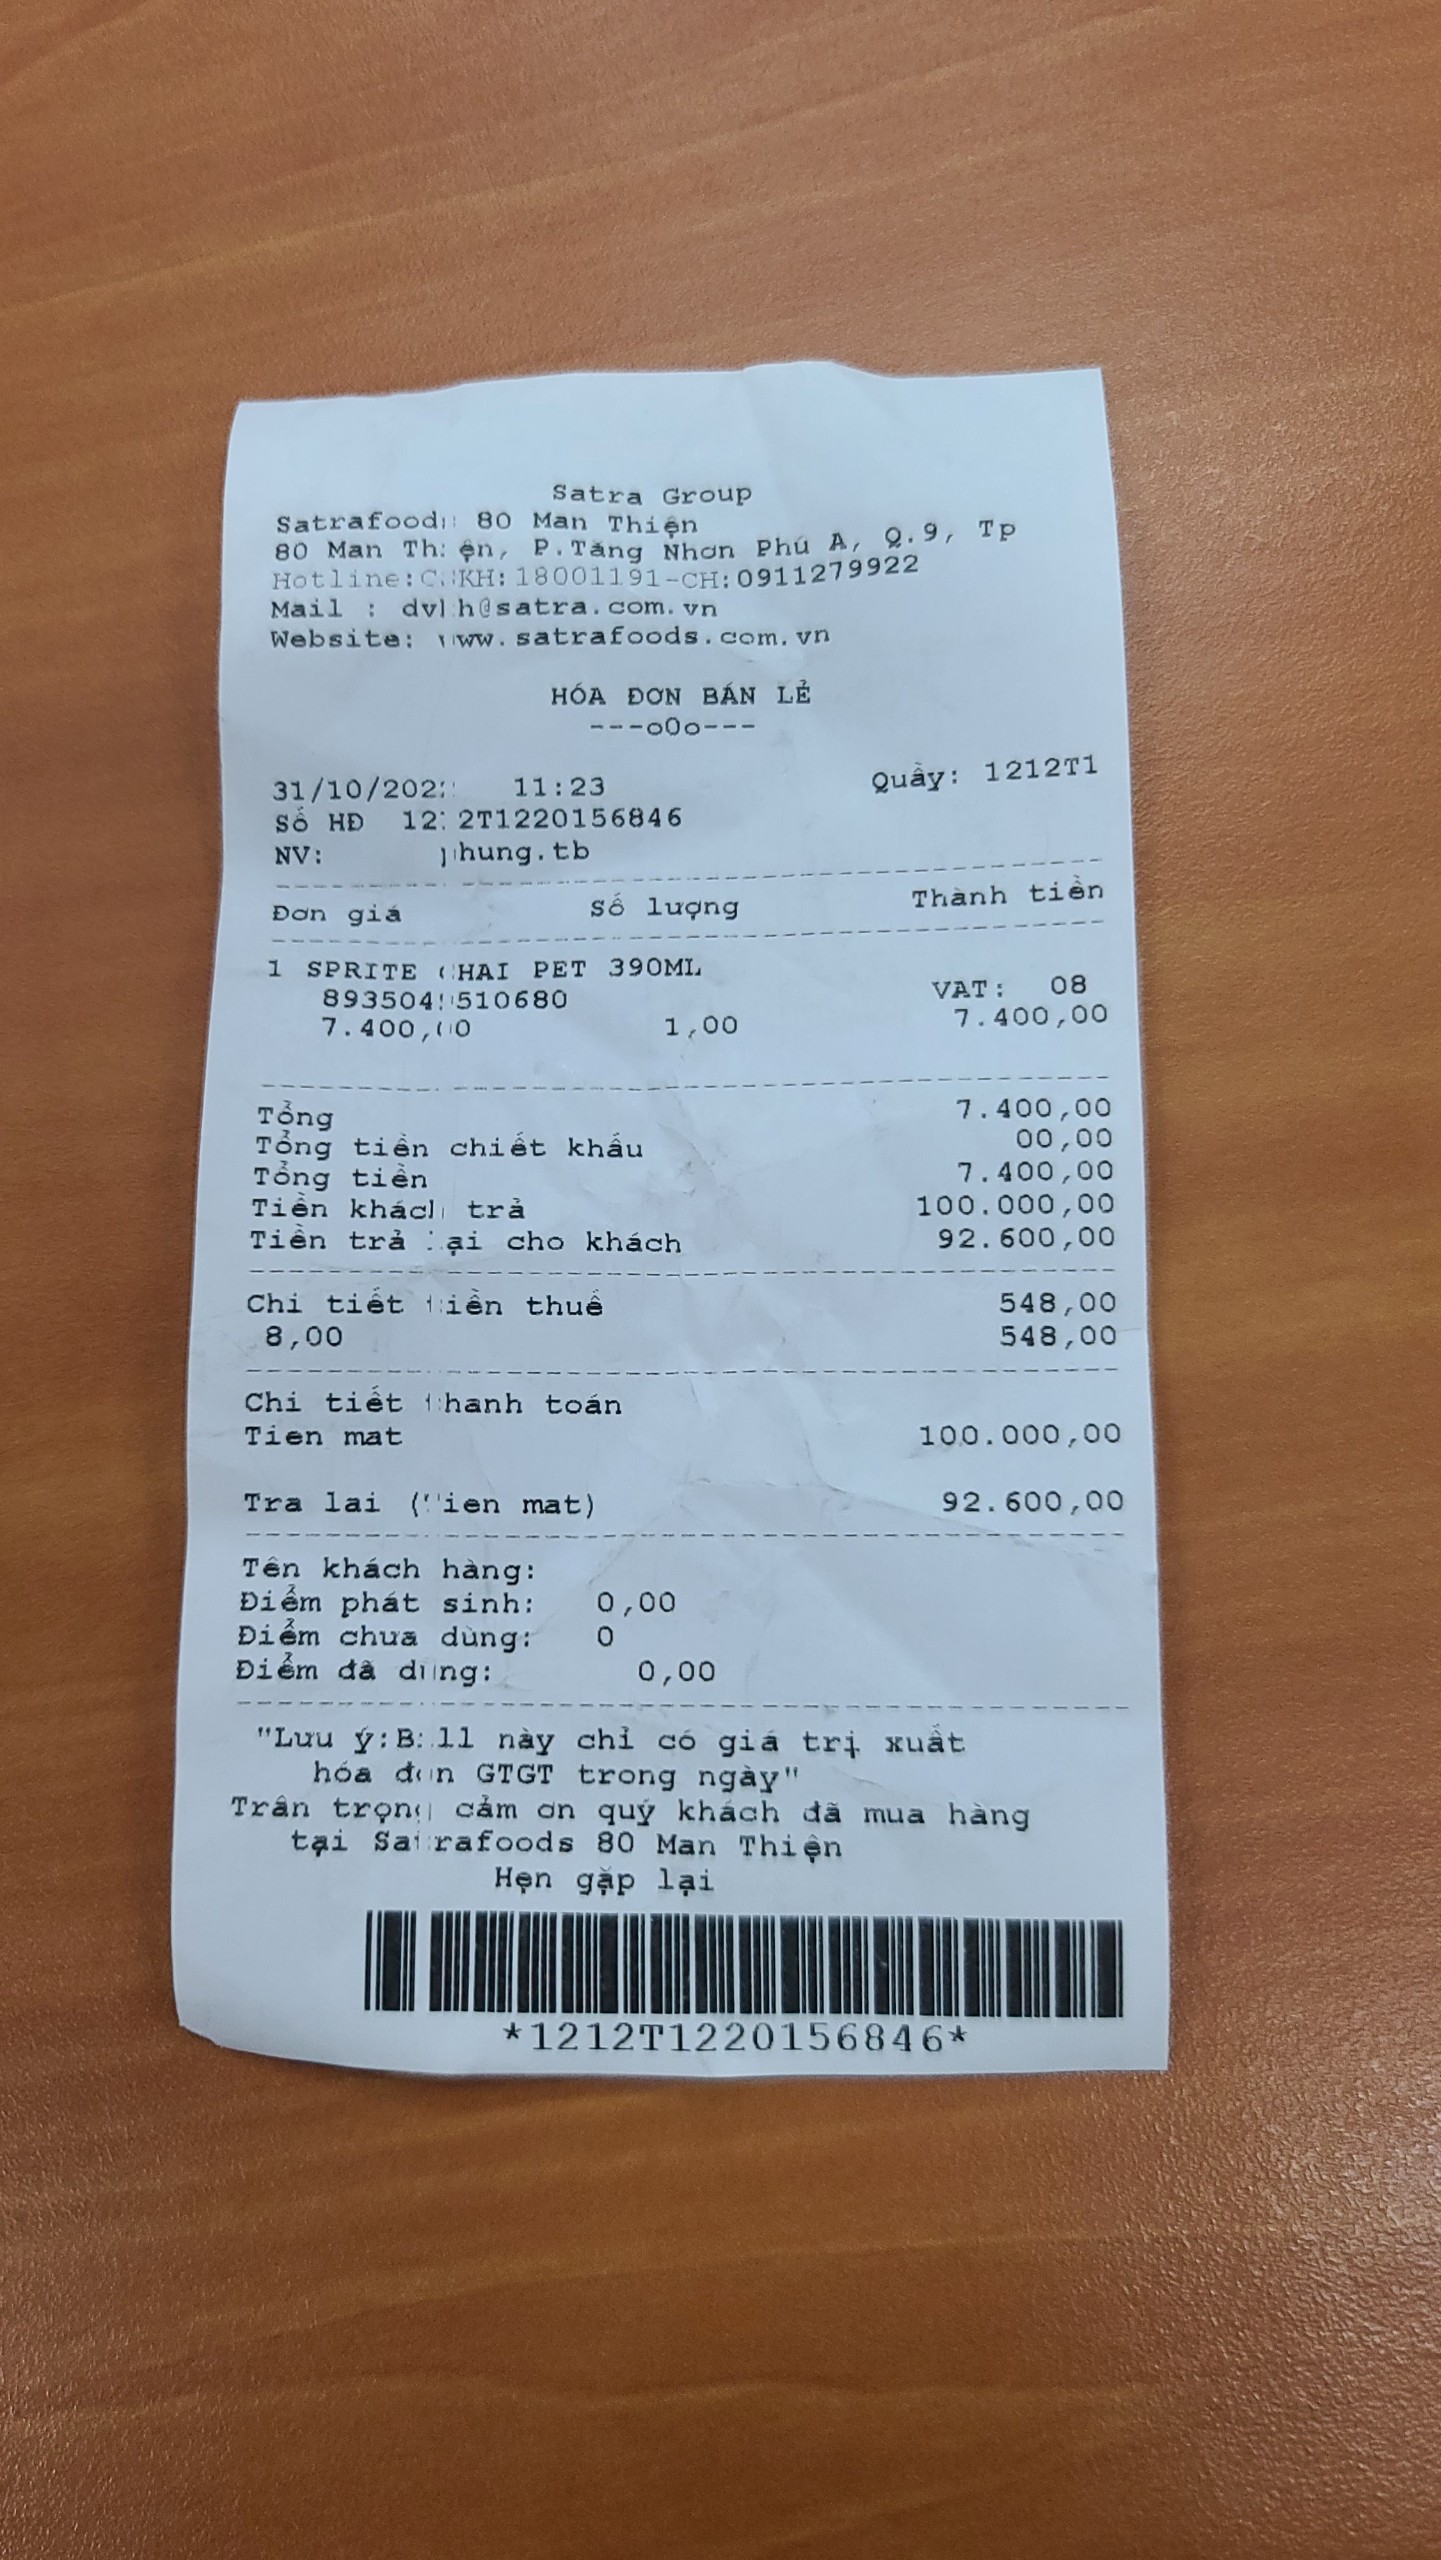 Satra Group
Satrafoods 80 Man Thiện
80 Man Thiện, P.Tăng Nhơn Phú A, Q.9, Tp
Hotline:CSKH:18001191-CH:0911279922
Mail : dvkh@satra.com.vn
Website: www.satrafoods.com.vn
HÓA ĐƠN BÁN LẺ
---oOo---
31/10/202 11:23 Quầy: 1212T1
Số HĐ 1212T1220156846
NV: phung.tb
Đơn giá Số lượng Thành tiền
1 SPRITE CHAI PET 390ML
8935049510680 VAT: 08
7.400,00 1,00 7.400,00
Tổng 7.400,00
Tổng tiền chiết khấu 00,00
Tổng tiền 7.400,00
Tiền khách trả 100.000,00
Tiền trả lại cho khách 92.600,00
Chi tiết tiền thuế 548,00
8,00 548,00
Chi tiết thanh toán
Tien mat 100.000,00
Tra lai (Tien mat) 92.600,00
Tên khách hàng:
Điểm phát sinh: 0,00
Điểm chưa dùng: 0
Điểm đã dùng: 0,00
"Lưu ý:Bill này chỉ có giá trị xuất
hóa đơn GTGT trong ngày"
Trân trọng cảm ơn quý khách đã mua hàng
tại Satrafoods 80 Man Thiện
Hẹn gặp lại
*1212T1220156846*